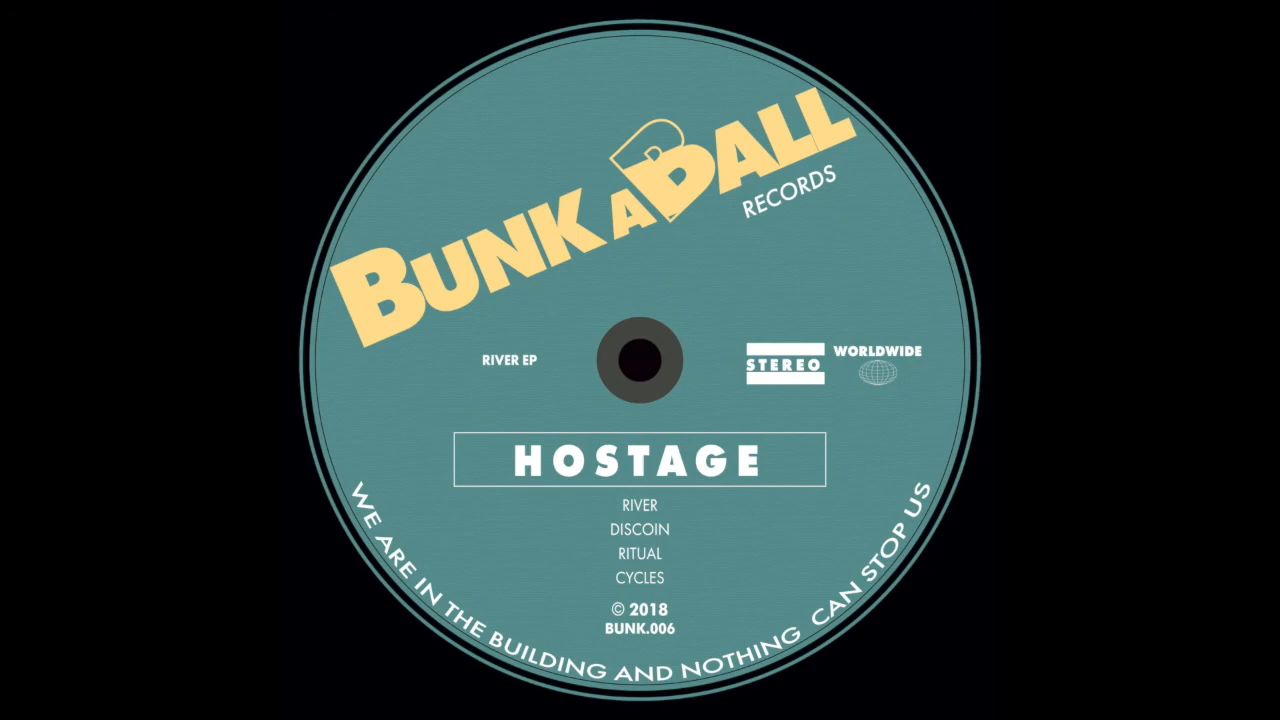 BUNK A BALL
RECORDS
RIVER EP
STEREO
WORLDWIDE
HOSTAGE
RIVER
DISCOIN
RITUAL
CYCLES
© 2018
BUNK.006
WE ARE IN THE BUILDING AND NOTHING CAN STOP US